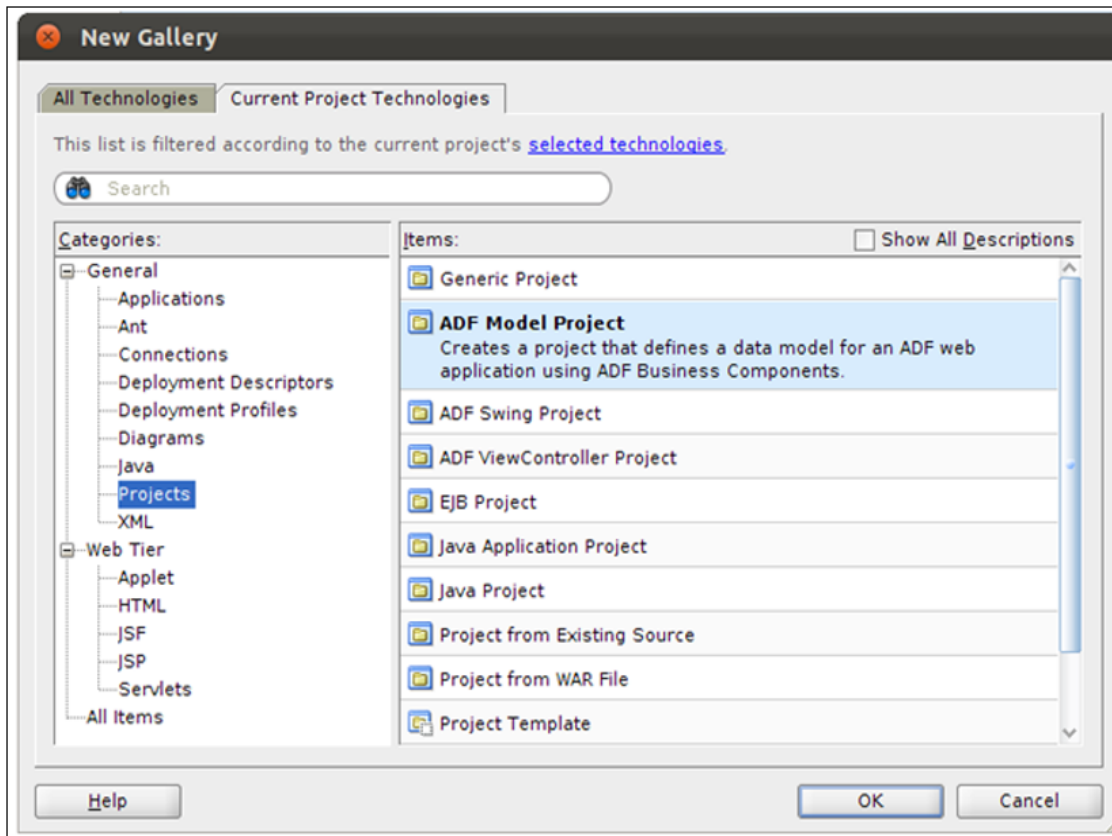 New Gallery
All Technologies
Current Project Technologies
This list is filtered according to the current project's selected technologies.
Search
Categories:
General
Applications
Ant
Connections
Deployment Descriptors
Deployment Profiles
Diagrams
Java
Projects
XML
Web Tier
Applet
HTML
JSF
JSP
Servlets
All Items
Items:
Show All Descriptions
Generic Project
ADF Model Project
Creates a project that defines a data model for an ADF web
application using ADF Business Components.
ADF Swing Project
ADF ViewController Project
EJB Project
Java Application Project
Java Project
Project from Existing Source
Project from WAR File
Project Template
Help
OK
Cancel